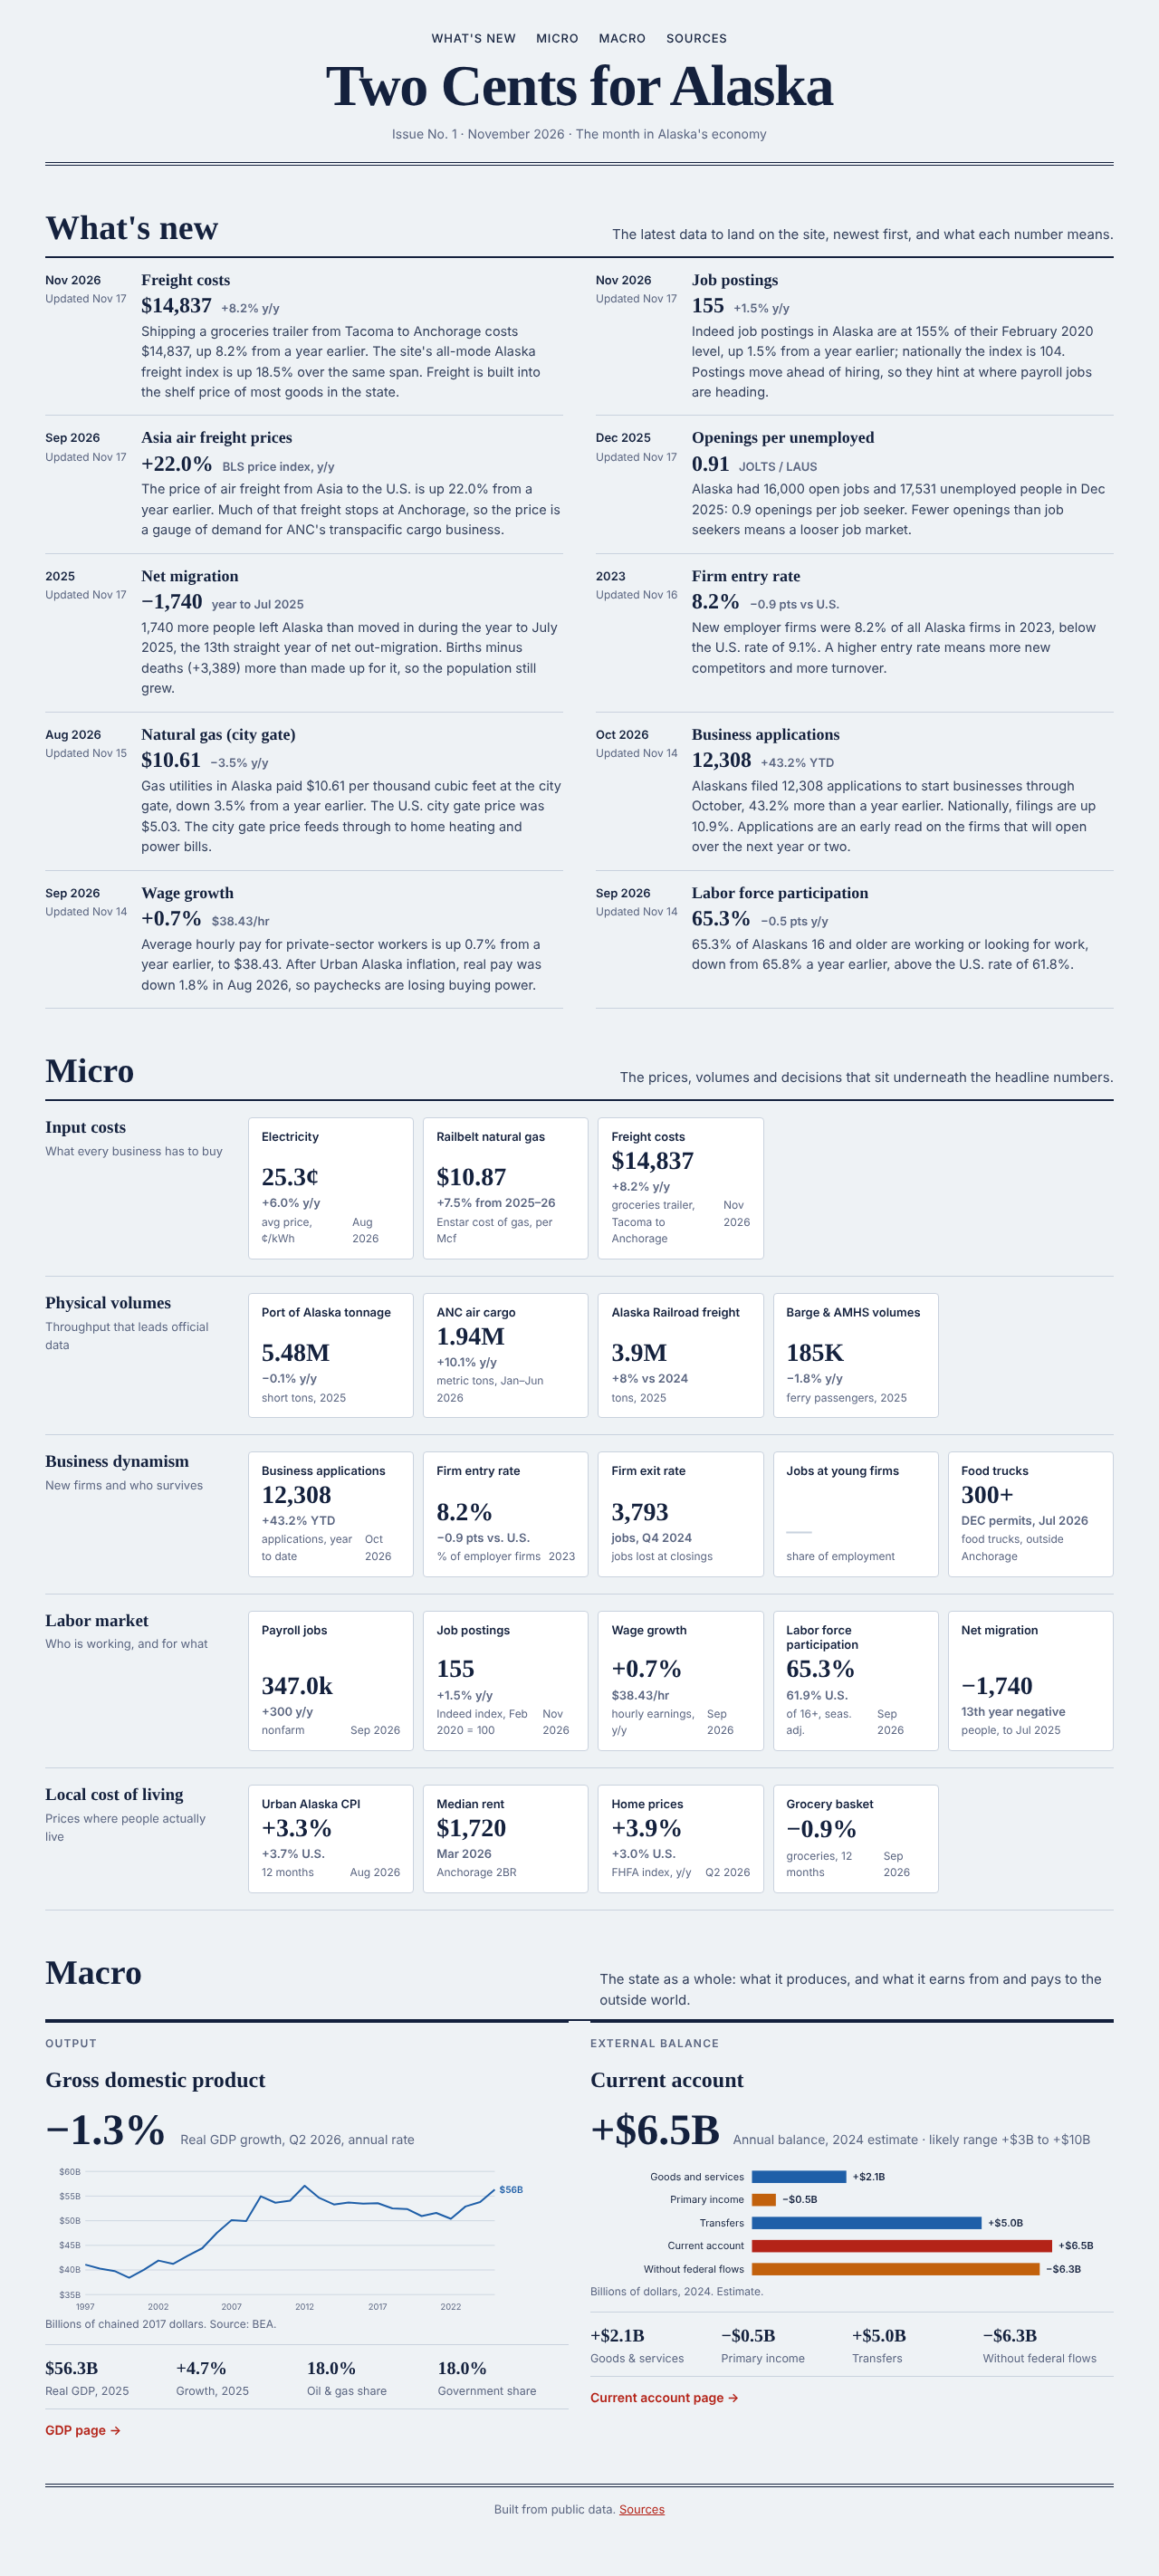 WHAT'S NEW MICRO MACRO SOURCES
Two Cents for Alaska
Issue No. 1 · November 2026 · The month in Alaska's economy
What's new
The latest data to land on the site, newest first, and what each number means.
Nov 2026
Updated Nov 17
Freight costs
$14,837 +8.2% y/y
Shipping a groceries trailer from Tacoma to Anchorage costs
$14,837, up 8.2% from a year earlier. The site's all-mode Alaska
freight index is up 18.5% over the same span. Freight is built into
the shelf price of most goods in the state.
Nov 2026
Updated Nov 17
Job postings
155 +1.5% y/y
Indeed job postings in Alaska are at 155% of their February 2020
level, up 1.5% from a year earlier; nationally the index is 104.
Postings move ahead of hiring, so they hint at where payroll jobs
are heading.
Sep 2026
Updated Nov 17
Asia air freight prices
+22.0% BLS price index, y/y
The price of air freight from Asia to the U.S. is up 22.0% from a
year earlier. Much of that freight stops at Anchorage, so the price is
a gauge of demand for ANC's transpacific cargo business.
Dec 2025
Updated Nov 17
Openings per unemployed
0.91 JOLTS / LAUS
Alaska had 16,000 open jobs and 17,531 unemployed people in Dec
2025: 0.9 openings per job seeker. Fewer openings than job
seekers means a looser job market.
2025
Updated Nov 17
Net migration
−1,740 year to Jul 2025
1,740 more people left Alaska than moved in during the year to July
2025, the 13th straight year of net out-migration. Births minus
deaths (+3,389) more than made up for it, so the population still
grew.
2023
Updated Nov 16
Firm entry rate
8.2% −0.9 pts vs U.S.
New employer firms were 8.2% of all Alaska firms in 2023, below
the U.S. rate of 9.1%. A higher entry rate means more new
competitors and more turnover.
Aug 2026
Updated Nov 15
Natural gas (city gate)
$10.61 −3.5% y/y
Gas utilities in Alaska paid $10.61 per thousand cubic feet at the city
gate, down 3.5% from a year earlier. The U.S. city gate price was
$5.03. The city gate price feeds through to home heating and
power bills.
Oct 2026
Updated Nov 14
Business applications
12,308 +43.2% YTD
Alaskans filed 12,308 applications to start businesses through
October, 43.2% more than a year earlier. Nationally, filings are up
10.9%. Applications are an early read on the firms that will open
over the next year or two.
Sep 2026
Updated Nov 14
Wage growth
+0.7% $38.43/hr
Average hourly pay for private-sector workers is up 0.7% from a
year earlier, to $38.43. After Urban Alaska inflation, real pay was
down 1.8% in Aug 2026, so paychecks are losing buying power.
Sep 2026
Updated Nov 14
Labor force participation
65.3% −0.5 pts y/y
65.3% of Alaskans 16 and older are working or looking for work,
down from 65.8% a year earlier, above the U.S. rate of 61.8%.
Micro
The prices, volumes and decisions that sit underneath the headline numbers.
Input costs
What every business has to buy
Electricity
25.3¢
+6.0% y/y
avg price, Aug
¢/kWh 2026
Railbelt natural gas
$10.87
+7.5% from 2025–26
Enstar cost of gas, per
Mcf
Freight costs
$14,837
+8.2% y/y
groceries trailer, Nov
Tacoma to 2026
Anchorage
Physical volumes
Throughput that leads official
data
Port of Alaska tonnage
5.48M
−0.1% y/y
short tons, 2025
ANC air cargo
1.94M
+10.1% y/y
metric tons, Jan–Jun
2026
Alaska Railroad freight
3.9M
+8% vs 2024
tons, 2025
Barge & AMHS volumes
185K
−1.8% y/y
ferry passengers, 2025
Business dynamism
New firms and who survives
Business applications
12,308
+43.2% YTD
applications, year Oct
to date 2026
Firm entry rate
8.2%
−0.9 pts vs. U.S.
% of employer firms 2023
Firm exit rate
3,793
jobs, Q4 2024
jobs lost at closings
Jobs at young firms
—
share of employment
Food trucks
300+
DEC permits, Jul 2026
food trucks, outside
Anchorage
Labor market
Who is working, and for what
Payroll jobs
347.0k
+300 y/y
nonfarm Sep 2026
Job postings
155
+1.5% y/y
Indeed index, Feb Nov
2020 = 100 2026
Wage growth
+0.7%
$38.43/hr
hourly earnings, Sep
y/y 2026
Labor force
participation
65.3%
61.9% U.S.
of 16+, seas. Sep
adj. 2026
Net migration
−1,740
13th year negative
people, to Jul 2025
Local cost of living
Prices where people actually
live
Urban Alaska CPI
+3.3%
+3.7% U.S.
12 months Aug 2026
Median rent
$1,720
Mar 2026
Anchorage 2BR
Home prices
+3.9%
+3.0% U.S.
FHFA index, y/y Q2 2026
Grocery basket
−0.9%
groceries, 12 Sep
months 2026
Macro
The state as a whole: what it produces, and what it earns from and pays to the
outside world.
OUTPUT
Gross domestic product
−1.3% Real GDP growth, Q2 2026, annual rate
$60B
$55B
$50B
$45B
$40B
$35B
$56B
1997 2002 2007 2012 2017 2022
Billions of chained 2017 dollars. Source: BEA.
$56.3B +4.7% 18.0% 18.0%
Real GDP, 2025 Growth, 2025 Oil & gas share Government share
GDP page →
EXTERNAL BALANCE
Current account
+$6.5B Annual balance, 2024 estimate · likely range +$3B to +$10B
Goods and services +$2.1B
Primary income −$0.5B
Transfers +$5.0B
Current account +$6.5B
Without federal flows −$6.3B
Billions of dollars, 2024. Estimate.
+$2.1B −$0.5B +$5.0B −$6.3B
Goods & services Primary income Transfers Without federal flows
Current account page →
Built from public data. Sources